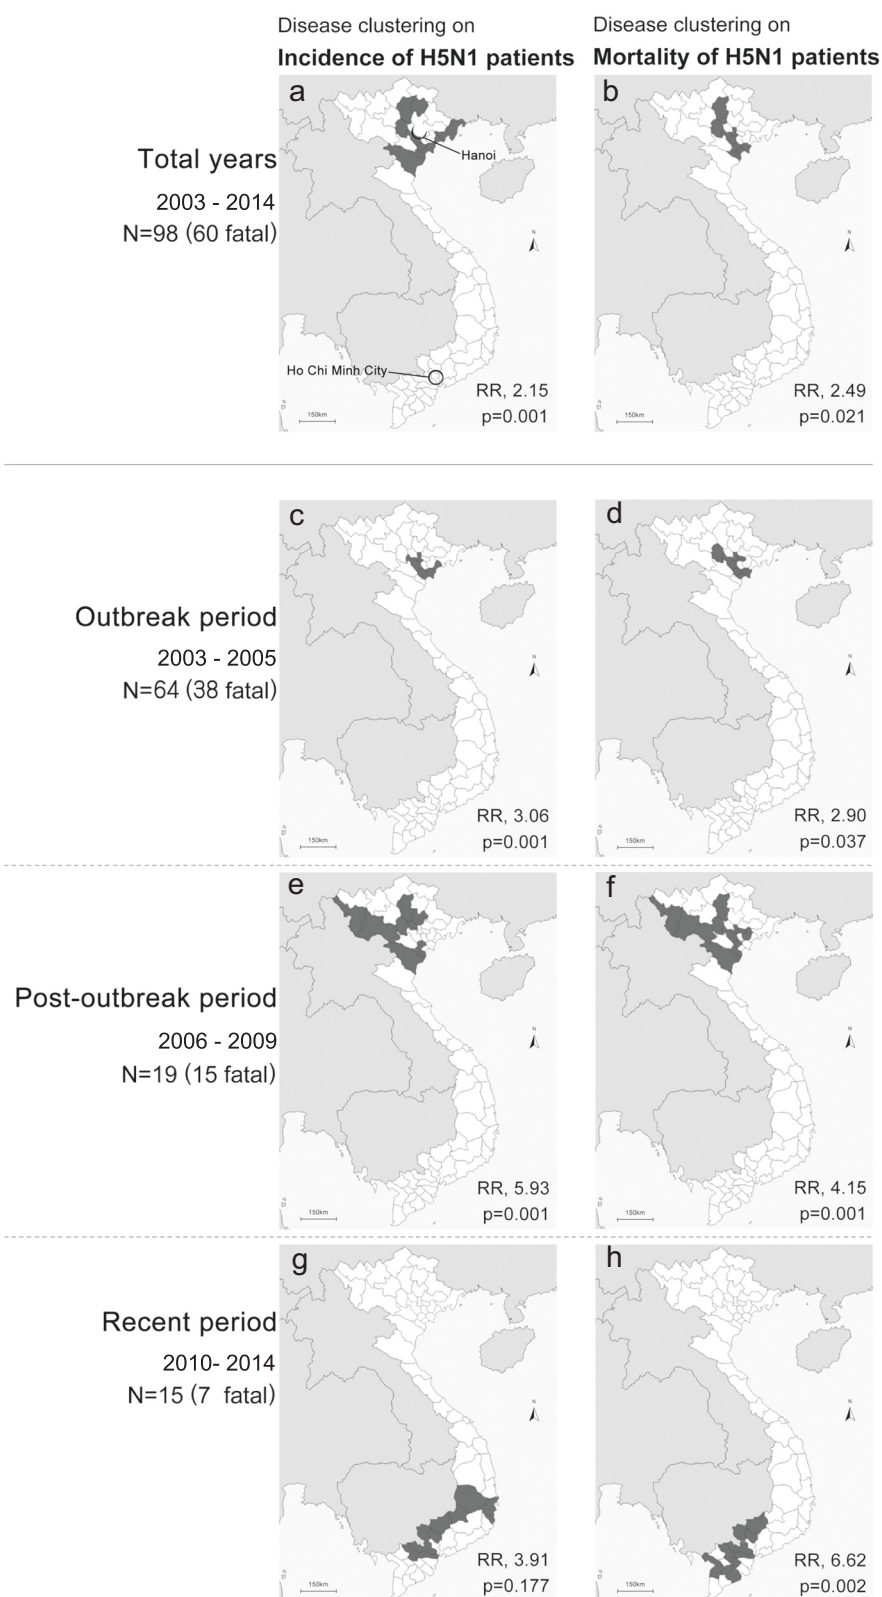 Disease clustering on
Incidence of H5N1 patients
Disease clustering on
Mortality of H5N1 patients
Total years
2003 - 2014
N=98 (60 fatal)
a
Hanoi
N
Ho Chi Minh City
150km
RR, 2.15
p=0.001
b
N
150km
RR, 2.49
p=0.021
Outbreak period
2003 - 2005
N=64 (38 fatal)
c
N
150km
RR, 3.06
p=0.001
d
N
150km
RR, 2.90
p=0.037
Post-outbreak period
2006 - 2009
N=19 (15 fatal)
e
N
150km
RR, 5.93
p=0.001
f
N
150km
RR, 4.15
p=0.001
Recent period
2010- 2014
N=15 (7 fatal)
g
N
150km
RR, 3.91
p=0.177
h
N
150km
RR, 6.62
p=0.002